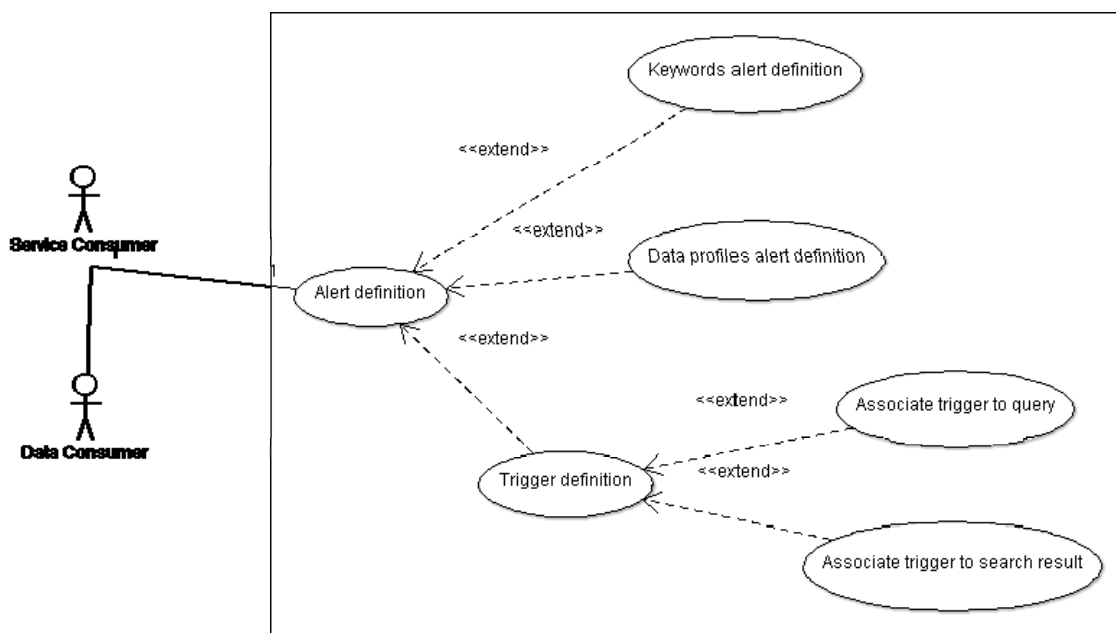 Keywords alert definition
<<extend>>
Service Consumer
<<extend>>
Data profiles alert definition
Alert definition
<<extend>>
Data Consumer
<<extend>>
Associate trigger to query
<<extend>>
Trigger definition
Associate trigger to search result